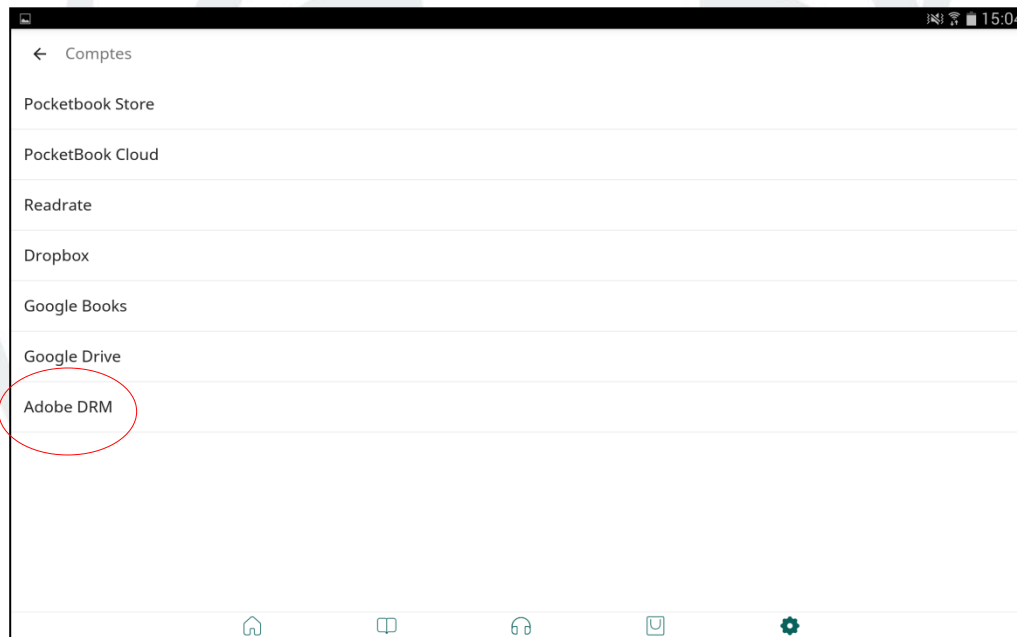 15:04
Comptes
Pocketbook Store
PocketBook Cloud
Readrate
Dropbox
Google Books
Google Drive
Adobe DRM